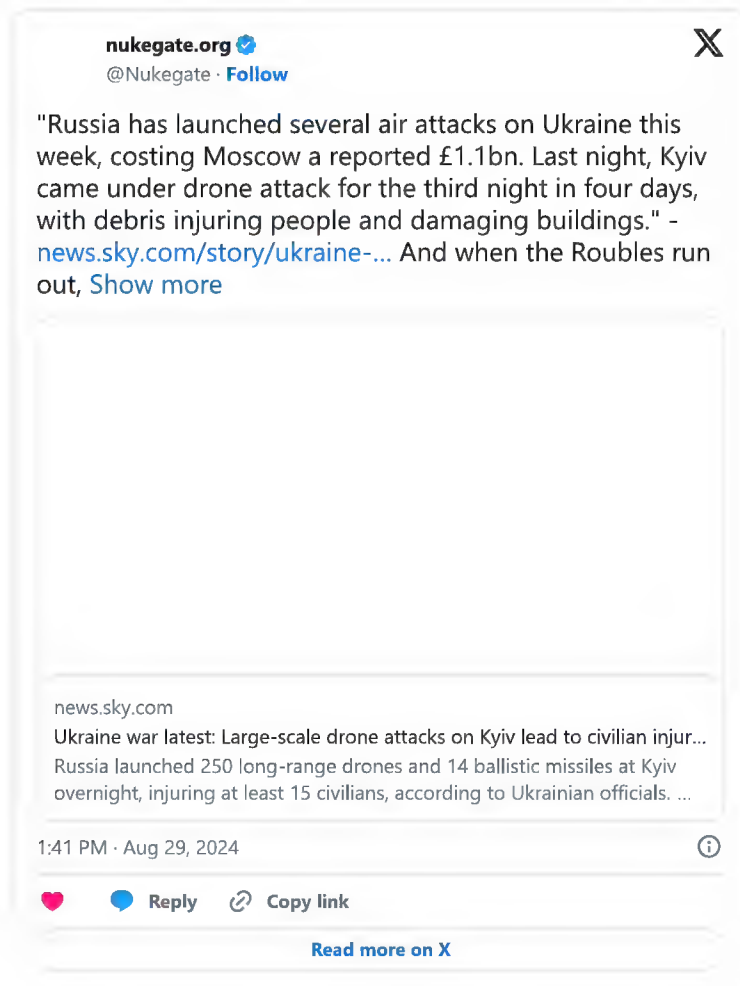 nukegate.org
@Nukegate · Follow
"Russia has launched several air attacks on Ukraine this
week, costing Moscow a reported £1.1bn. Last night, Kyiv
came under drone attack for the third night in four days,
with debris injuring people and damaging buildings." -
news.sky.com/story/ukraine-... And when the Roubles run
out, Show more
news.sky.com
Ukraine war latest: Large-scale drone attacks on Kyiv lead to civilian injur...
Russia launched 250 long-range drones and 14 ballistic missiles at Kyiv
overnight, injuring at least 15 civilians, according to Ukrainian officials. ...
1:41 PM · Aug 29, 2024
Reply Copy link
Read more on X